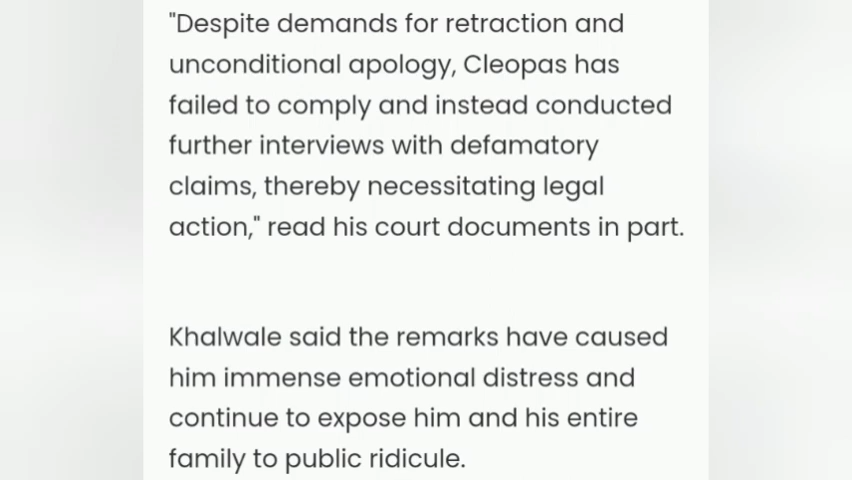 "Despite demands for retraction and
unconditional apology, Cleopas has
failed to comply and instead conducted
further interviews with defamatory
claims, thereby necessitating legal
action," read his court documents in part.
Khalwale said the remarks have caused
him immense emotional distress and
continue to expose him and his entire
family to public ridicule.